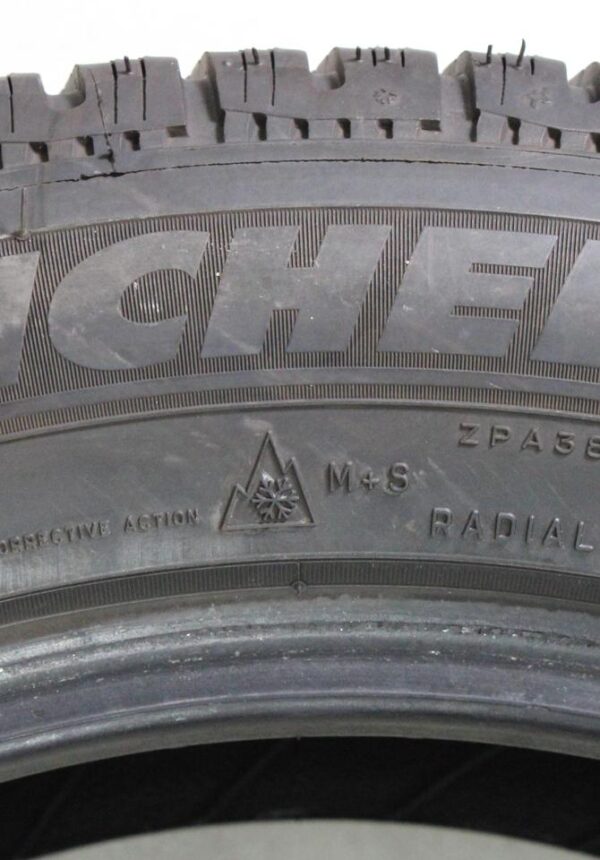 ICHEL
ZPA38
M+S
ORRECTIVE ACTION
RADIAL